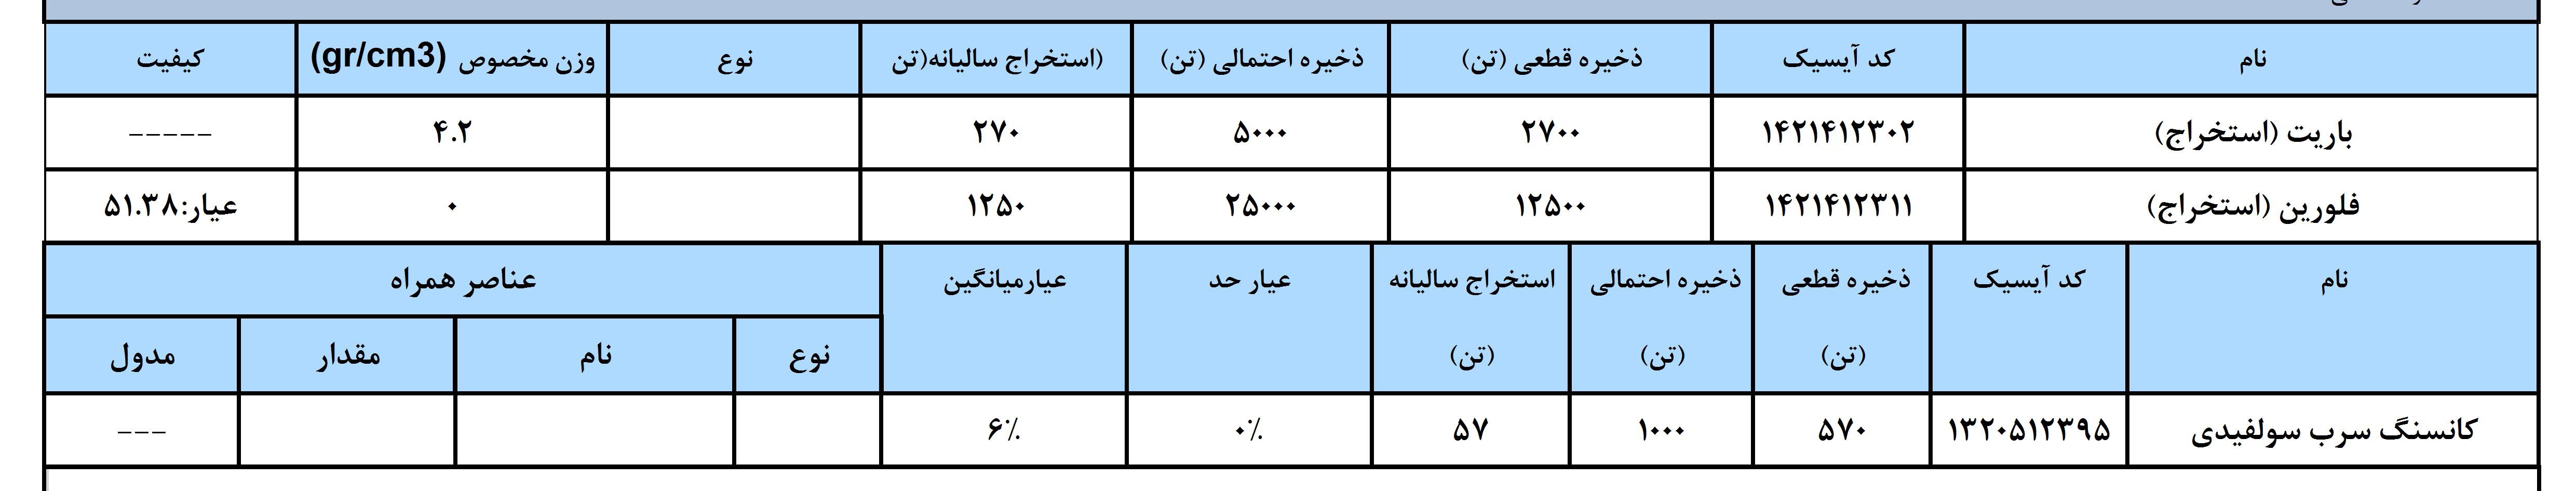 نام کد آیسیک ذخیره قطعی (تن) ذخیره احتمالی (تن) (استخراج سالیانه(تن نوع وزن مخصوص (gr/cm3) کیفیت
باریت (استخراج) ۱۴۲۱۴۱۲۳۰۲ ۲۷۰۰ ۵۰۰۰ ۲۷۰ ۴.۲ -----
فلورین (استخراج) ۱۴۲۱۴۱۲۳۱۱ ۱۲۵۰۰ ۲۵۰۰۰ ۱۲۵۰ ۰ عیار:۵۱.۳۸
نام کد آیسیک ذخیره قطعی ذخیره احتمالی استخراج سالیانه عیار حد عیارمیانگین عناصر همراه
(تن) (تن) (تن) نوع نام مقدار مدول
کانسنگ سرب سولفیدی ۱۳۲۰۵۱۲۳۹۵ ۵۷۰ ۱۰۰۰ ۵۷ ۰% ۶% ---